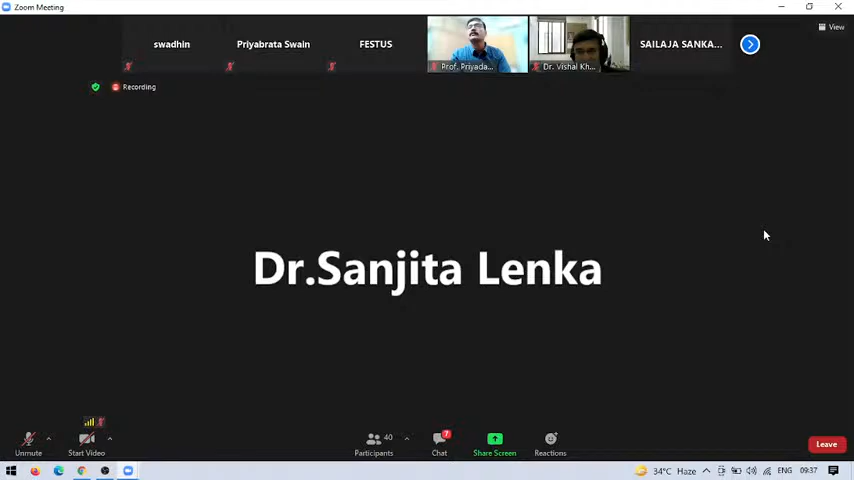 Zoom Meeting
View
swadhin
Priyabrata Swain
FESTUS
Prof. Priyada...
Dr. Vishal Kh...
SAILAJA SANKA...
Recording
Dr.Sanjita Lenka
Unmute
Start Video
40
Participants
7
Chat
Share Screen
Reactions
Leave
34°C Haze
ENG
09:37